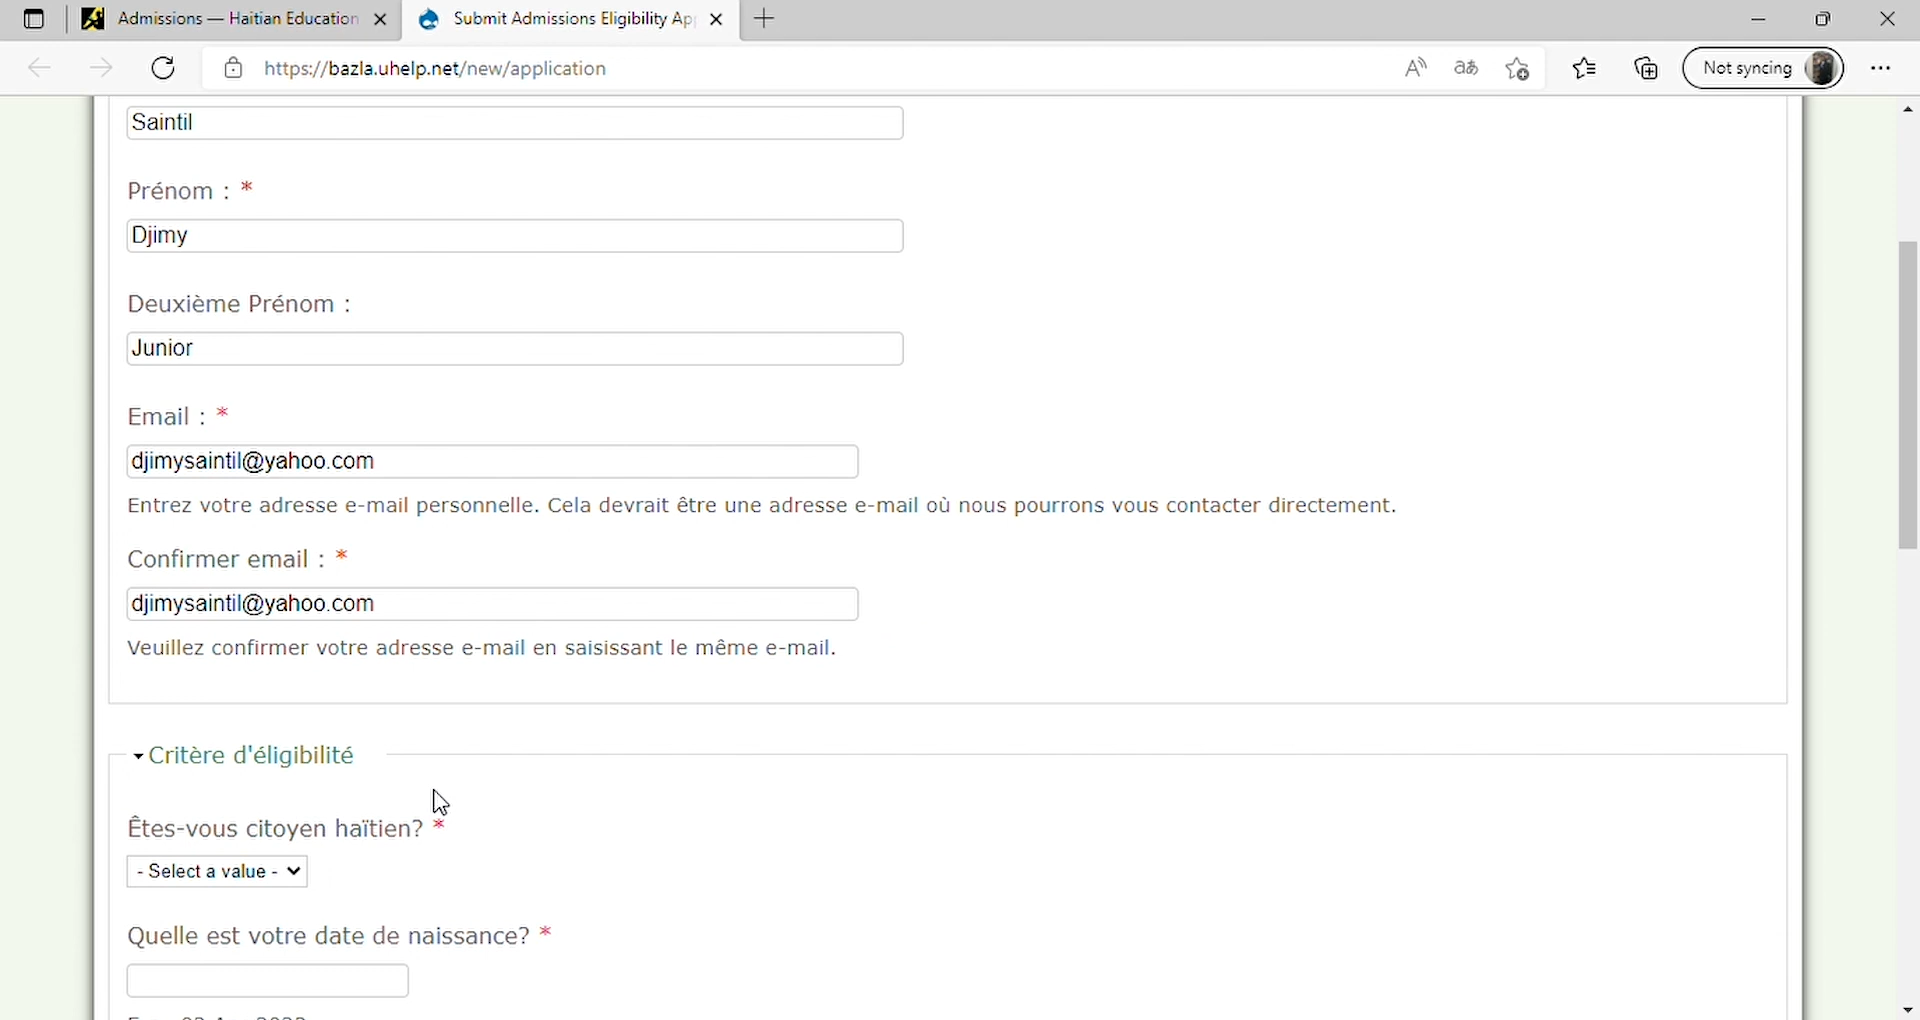 Admissions — Haitian Education
Submit Admissions Eligibility Ap
https://bazla.uhelp.net/new/application
Not syncing
Saintil
Prénom : *
Djimy
Deuxième Prénom :
Junior
Email : *
djimysaintil@yahoo.com
Entrez votre adresse e-mail personnelle. Cela devrait être une adresse e-mail où nous pourrons vous contacter directement.
Confirmer email : *
djimysaintil@yahoo.com
Veuillez confirmer votre adresse e-mail en saisissant le même e-mail.
Critère d'éligibilité
Êtes-vous citoyen haïtien? *
- Select a value -
Quelle est votre date de naissance? *